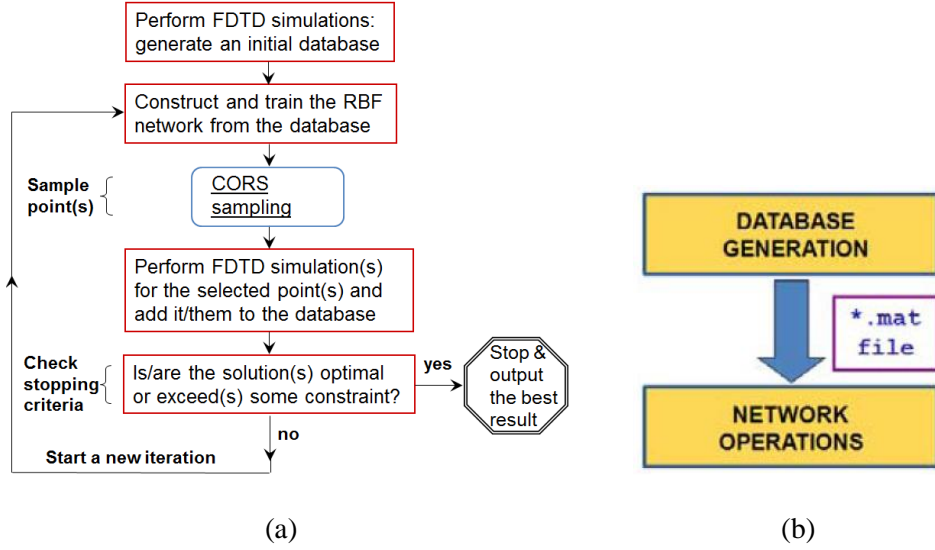 Perform FDTD simulations:
generate an initial database
Construct and train the RBF
network from the database
Sample
point(s)
CORS
sampling
Perform FDTD simulation(s)
for the selected point(s) and
add it/them to the database
Check
stopping
criteria
Is/are the solution(s) optimal
or exceed(s) some constraint?
yes
Stop &
output
the best
result
no
Start a new iteration
(a)
DATABASE
GENERATION
*.mat
file
NETWORK
OPERATIONS
(b)